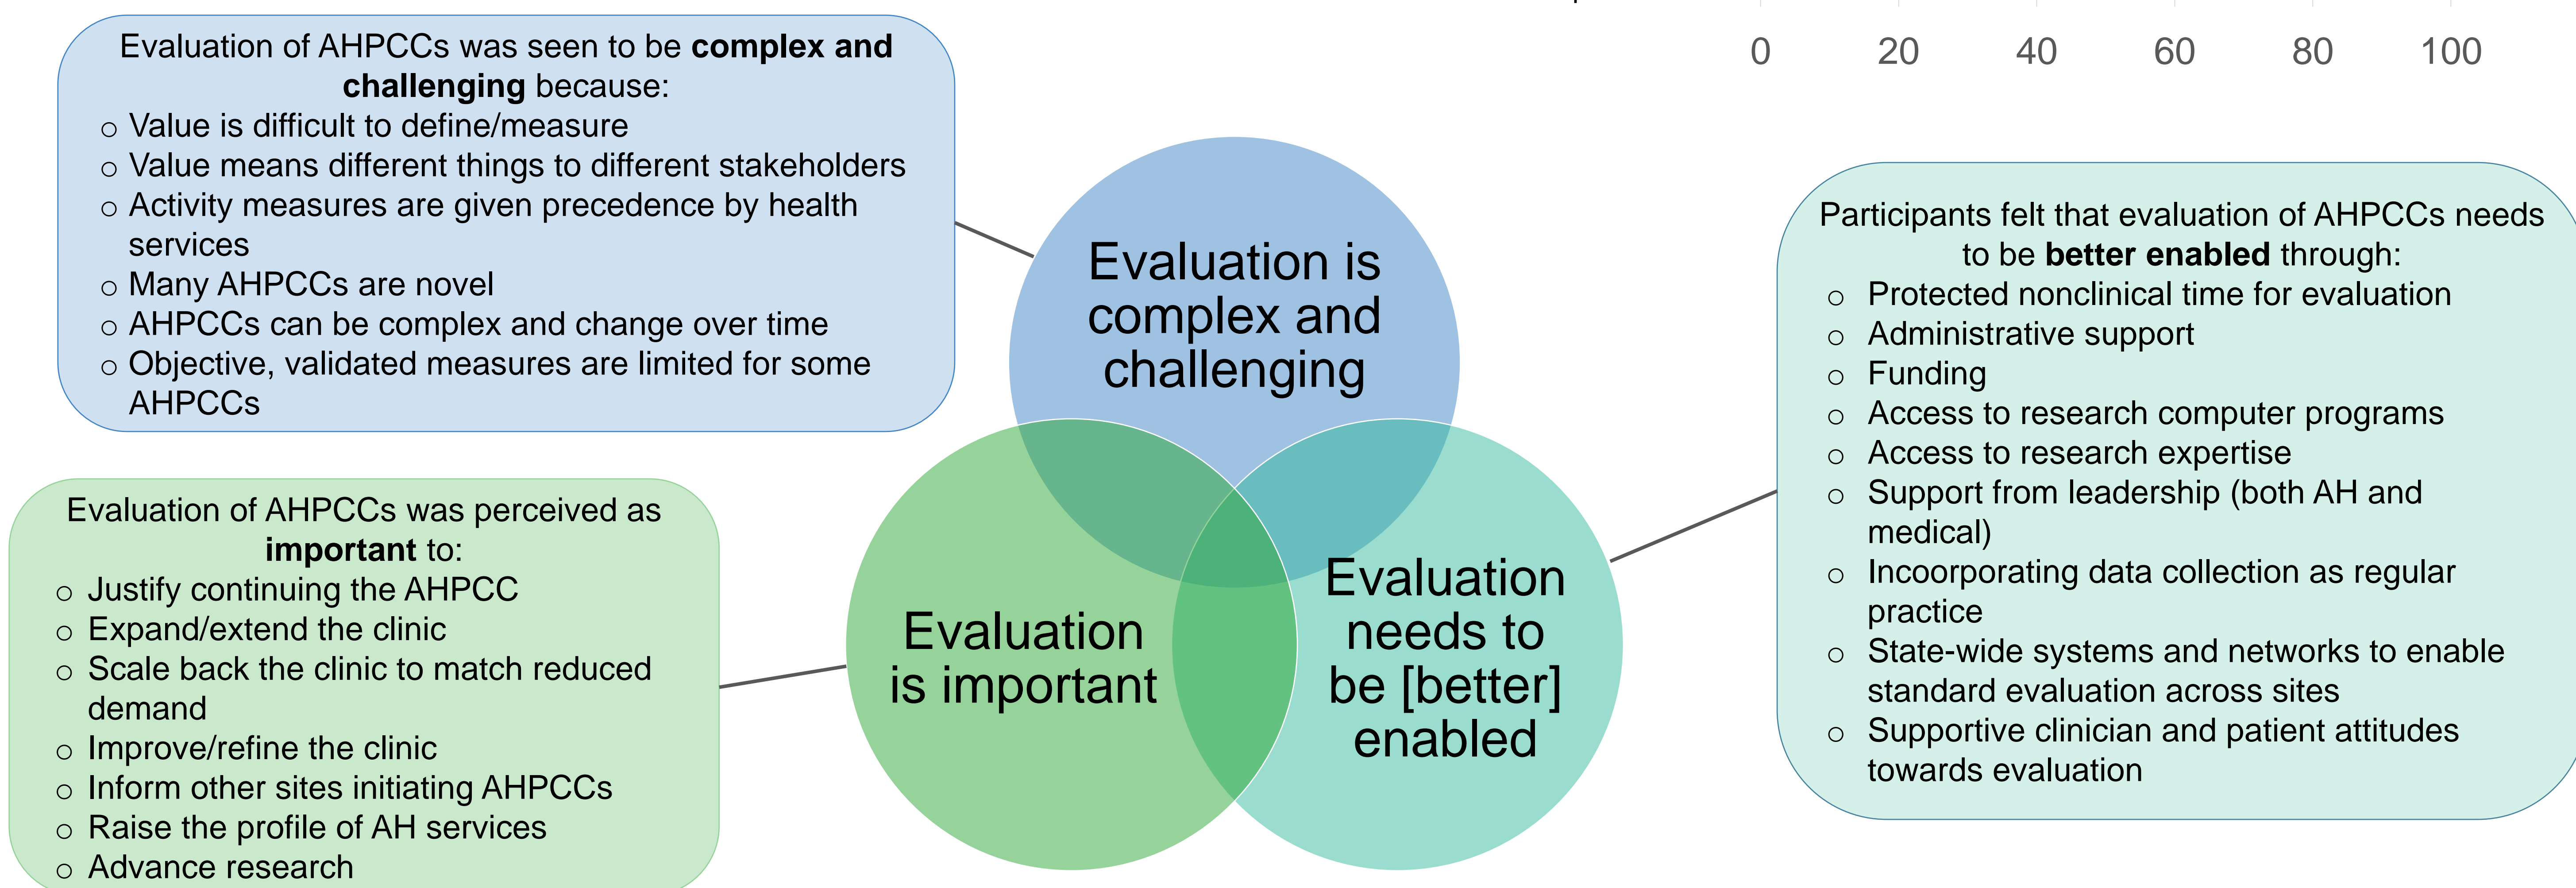 0 20 40 60 80 100
Evaluation of AHPCCs was seen to be complex and
challenging because:
o Value is difficult to define/measure
o Value means different things to different stakeholders
o Activity measures are given precedence by health
services
o Many AHPCCs are novel
o AHPCCs can be complex and change over time
o Objective, validated measures are limited for some
AHPCCs
Evaluation of AHPCCs was perceived as
important to:
o Justify continuing the AHPCC
o Expand/extend the clinic
o Scale back the clinic to match reduced
demand
o Improve/refine the clinic
o Inform other sites initiating AHPCCs
o Raise the profile of AH services
o Advance research
Evaluation is
complex and
challenging
Evaluation
is important
Evaluation
needs to
be [better]
enabled
Participants felt that evaluation of AHPCCs needs
to be better enabled through:
o Protected nonclinical time for evaluation
o Administrative support
o Funding
o Access to research computer programs
o Access to research expertise
o Support from leadership (both AH and
medical)
o Incoorporating data collection as regular
practice
o State-wide systems and networks to enable
standard evaluation across sites
o Supportive clinician and patient attitudes
towards evaluation